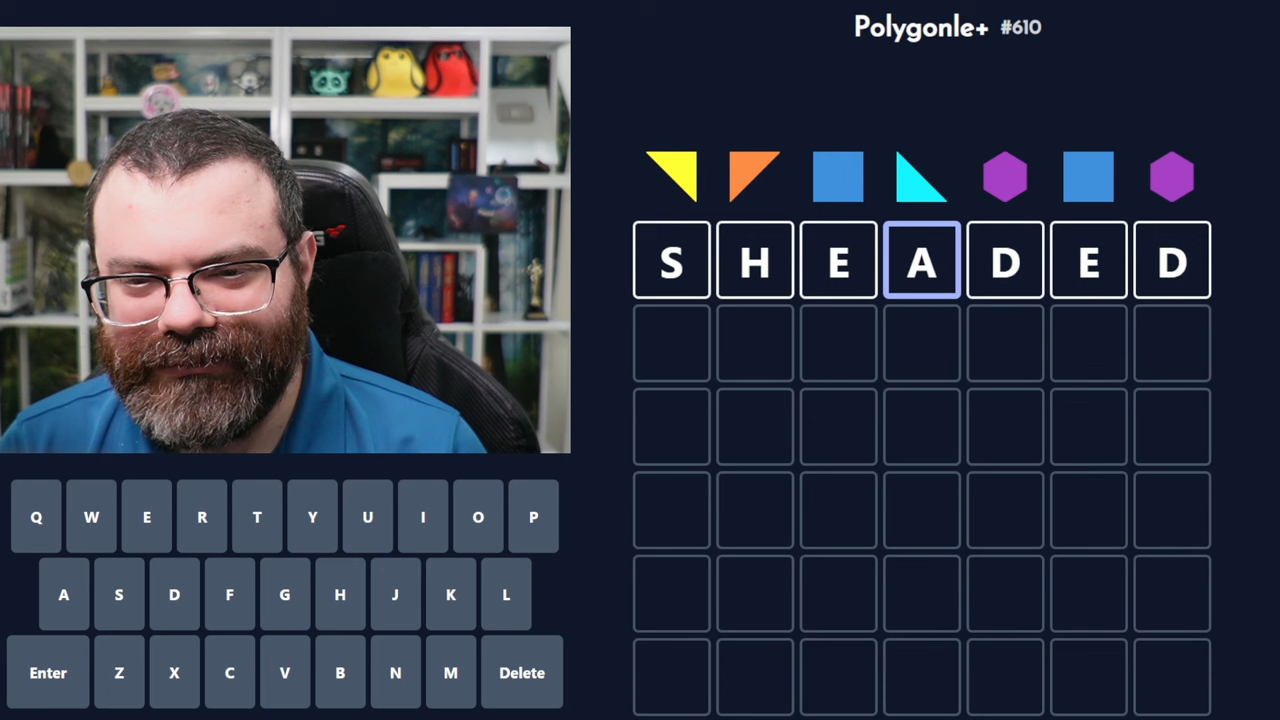 Polygonle+ #610
S H E A D E D
Q W E R T Y U I O P
A S D F G H J K L
Enter Z X C V B N M Delete